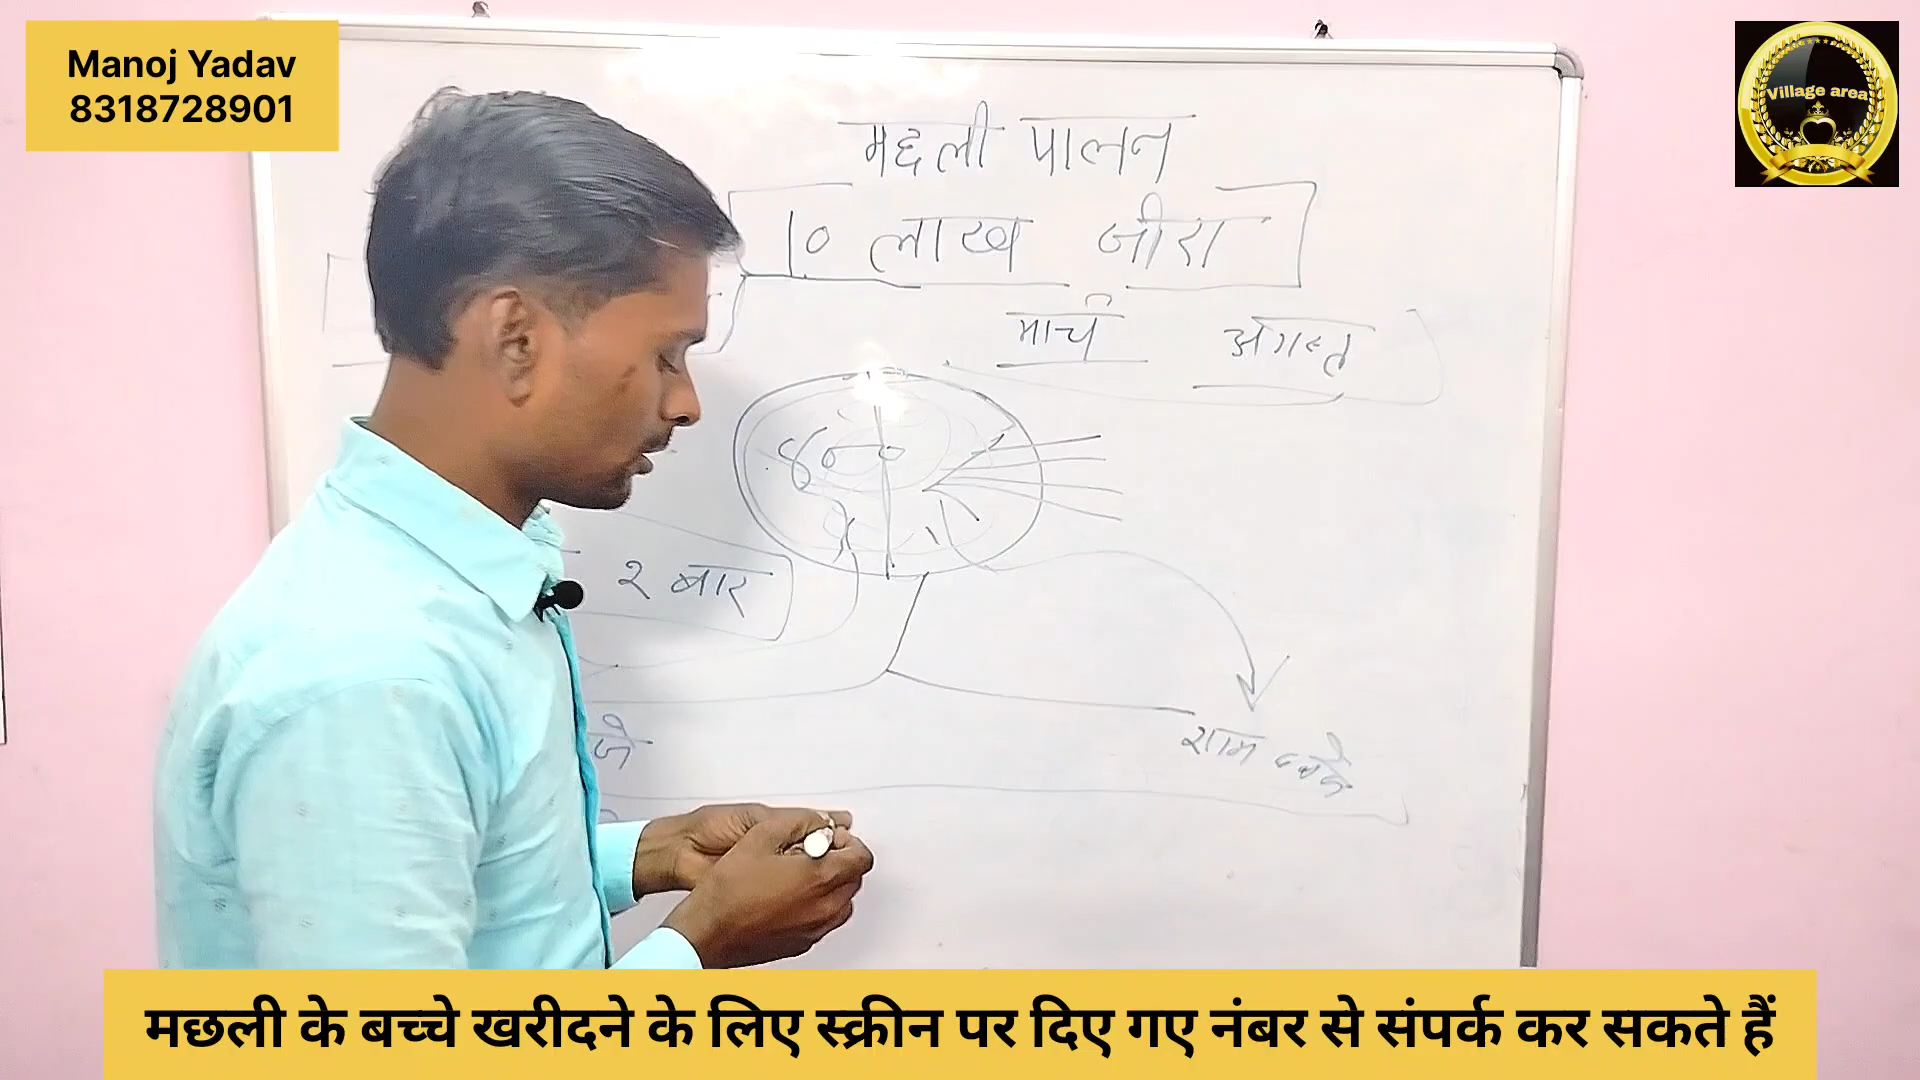 Manoj Yadav
8318728901
Village area
मछली पालन
10 लाख जीरा
मार्च अगस्त
२ बार
शाम
मछली के बच्चे खरीदने के लिए स्क्रीन पर दिए गए नंबर से संपर्क कर सकते हैं